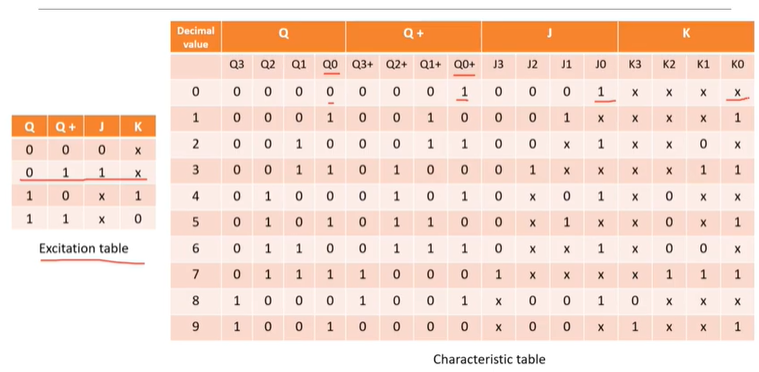 Decimal value Q Q+ J K
Q3 Q2 Q1 Q0 Q3+ Q2+ Q1+ Q0+ J3 J2 J1 J0 K3 K2 K1 K0
0 0 0 0 0 0 0 0 1 0 0 0 1 x x x x
1 0 0 0 1 0 0 1 0 0 0 1 x x x x 1
2 0 0 1 0 0 0 1 1 0 0 x 1 x x 0 x
3 0 0 1 1 0 1 0 0 0 1 x x x x 1 1
4 0 1 0 0 0 1 0 1 0 x 0 1 x 0 x x
5 0 1 0 1 0 1 1 0 0 x 1 x x 0 x 1
6 0 1 1 0 0 1 1 1 0 x x 1 x 0 0 x
7 0 1 1 1 1 0 0 0 1 x x x x 1 1 1
8 1 0 0 0 1 0 0 1 x 0 0 1 0 x x x
9 1 0 0 1 0 0 0 0 x 0 0 x 1 x x 1
Characteristic table
Q Q+ J K
0 0 0 x
0 1 1 x
1 0 x 1
1 1 x 0
Excitation table